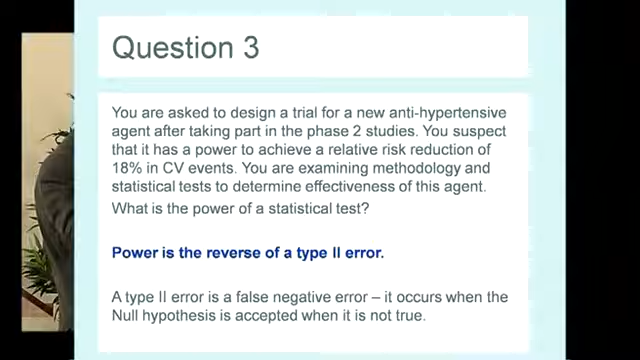 Question 3
You are asked to design a trial for a new anti-hypertensive
agent after taking part in the phase 2 studies. You suspect
that it has a power to achieve a relative risk reduction of
18% in CV events. You are examining methodology and
statistical tests to determine effectiveness of this agent.
What is the power of a statistical test?
Power is the reverse of a type II error.
A type II error is a false negative error – it occurs when the
Null hypothesis is accepted when it is not true.